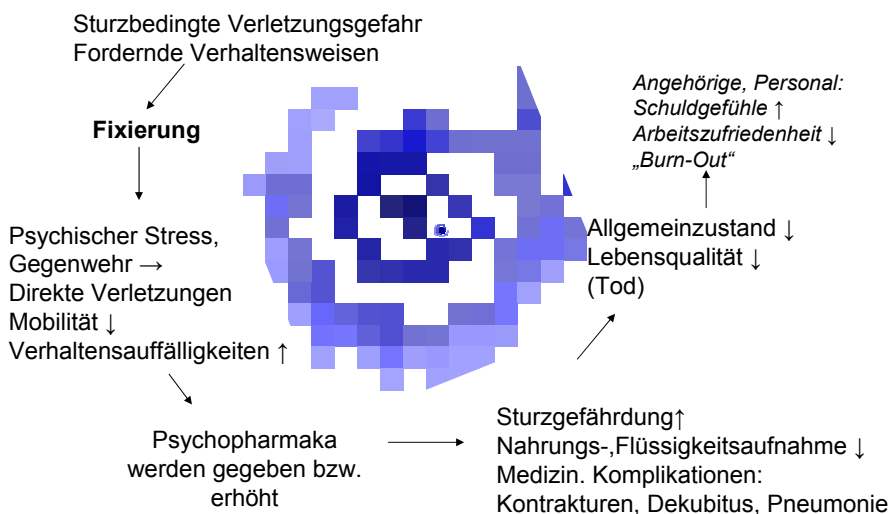 Sturzbedingte Verletzungsgefahr
Fordernde Verhaltensweisen
Fixierung
Psychischer Stress,
Gegenwehr →
Direkte Verletzungen
Mobilität ↓
Verhaltensauffälligkeiten ↑
Psychopharmaka
werden gegeben bzw.
erhöht
Sturzgefährdung↑
Nahrungs-,Flüssigkeitsaufnahme ↓
Medizin. Komplikationen:
Kontrakturen, Dekubitus, Pneumonie
Allgemeinzustand ↓
Lebensqualität ↓
(Tod)
Angehörige, Personal:
Schuldgefühle ↑
Arbeitszufriedenheit ↓
„Burn-Out“